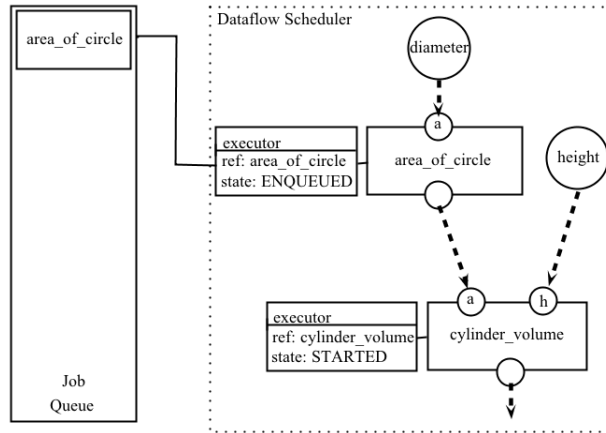 Dataflow Scheduler
area_of_circle
diameter
a
executor
ref: area_of_circle
state: ENQUEUED
area_of_circle
height
a
h
executor
ref: cylinder_volume
state: STARTED
cylinder_volume
Job
Queue